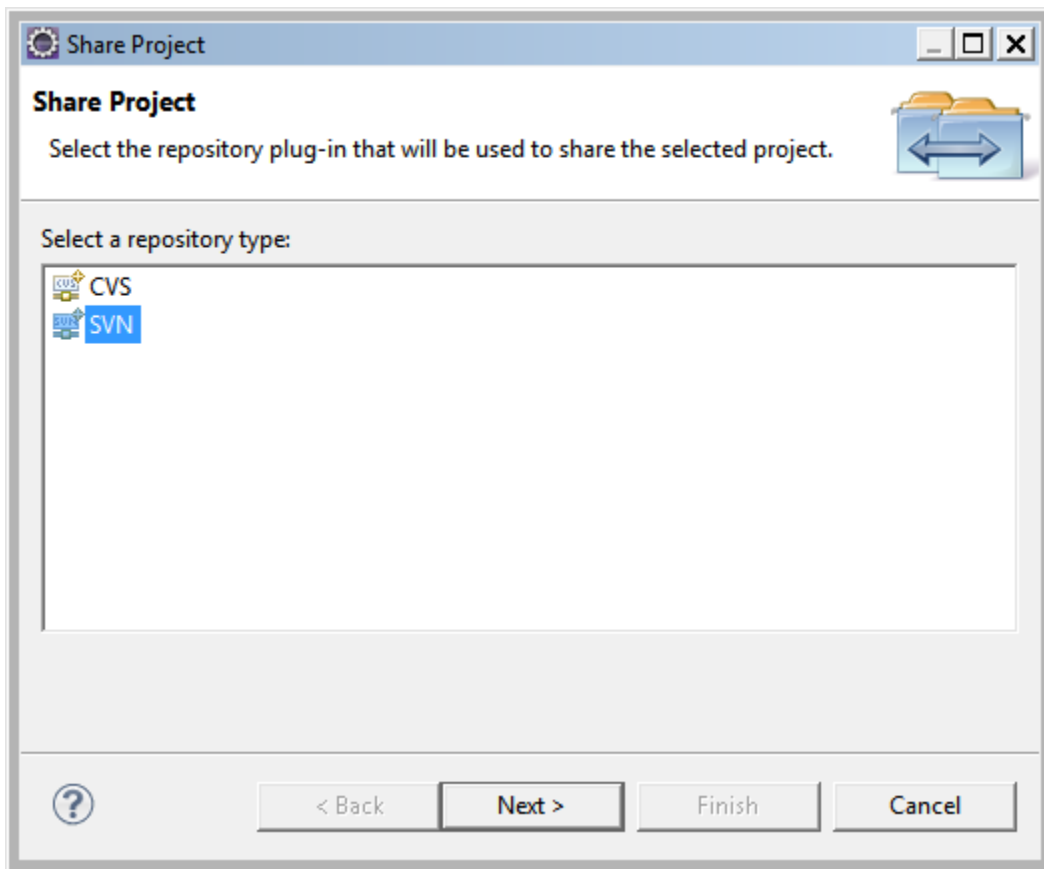 Share Project
Share Project
Select the repository plug-in that will be used to share the selected project.
Select a repository type:
CVS
SVN
< Back Next > Finish Cancel